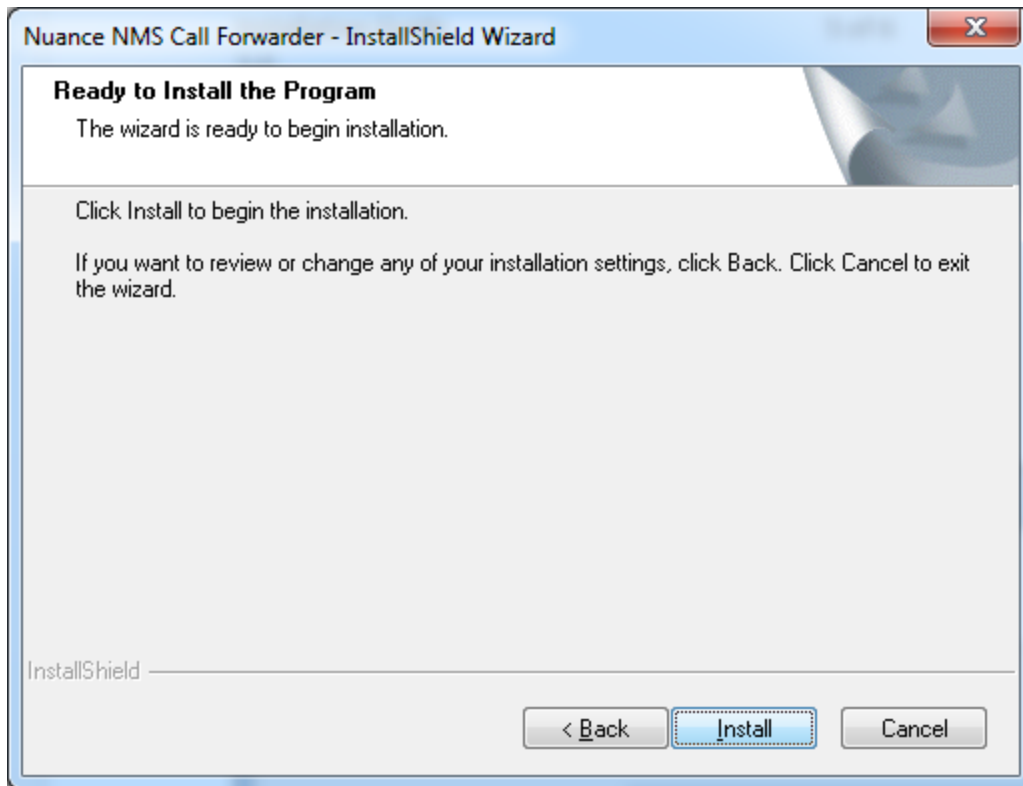 Nuance NMS Call Forwarder - InstallShield Wizard
Ready to Install the Program
The wizard is ready to begin installation.
Click Install to begin the installation.
If you want to review or change any of your installation settings, click Back. Click Cancel to exit
the wizard.
InstallShield
< Back
Install
Cancel